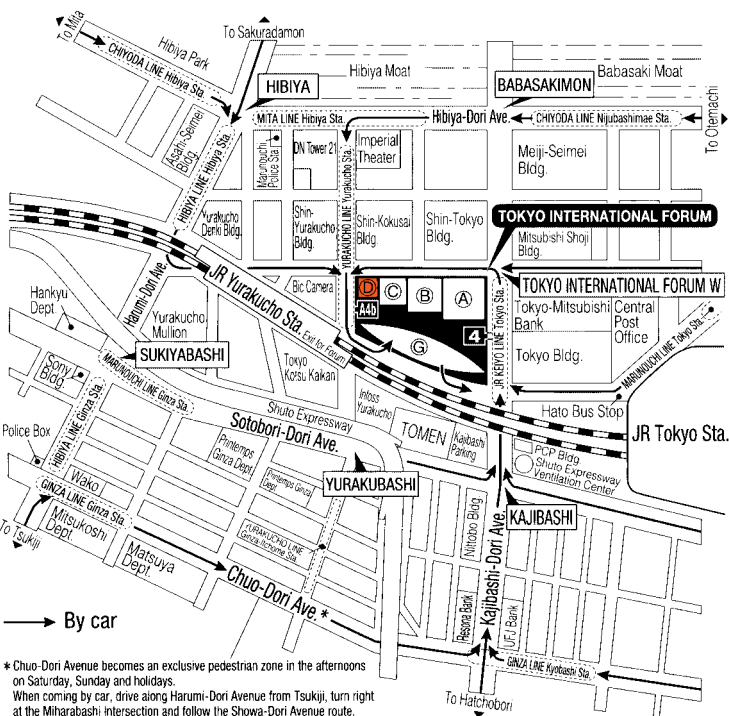 To Mita
CHIYODA LINE Hibiya Sta.
Hibiya Park
To Sakuradamon
HIBIYA
Hibiya Moat
BABASAKIMON
Babasaki Moat
MITA LINE Hibiya Sta.
Hibiya-Dori Ave.
CHIYODA LINE Nijubashimae Sta.
To Otemachi
Asahi-Seimei
Bldg.
HIBIYA LINE Hibiya Sta.
Marunouchi
Police Sta.
DN Tower 21
YURAKUCHO LINE Yurakucho Sta.
Imperial
Theater
Meiji-Seimei
Bldg.
Yurakucho
Denki Bldg.
Shin-
Yurakucho
Bldg.
Shin-Kokusai
Bldg.
Shin-Tokyo
Bldg.
TOKYO INTERNATIONAL FORUM
Mitsubishi Shoji
Bldg.
TOKYO INTERNATIONAL FORUM W
Harumi-Dori Ave.
JR Yurakucho Sta.
Exit for Forum
Bic Camera
D
C
B
A
A4b
G
4
JR KEIYO LINE Tokyo Sta.
Tokyo-Mitsubishi
Bank
Central
Post
Office
Tokyo Bldg.
MARUNOUCHI LINE Tokyo Sta.
Hankyu
Dept.
Yurakucho
Mullion
SUKIYABASHI
Sony
Bldg.
MARUNOUCHI LINE Ginza Sta.
Tokyo
Kotsu Kaikan
Hato Bus Stop
JR Tokyo Sta.
Shuto Expressway
Sotobori-Dori Ave.
Infoss
Yurakucho
TOMEN
Kajibashi
Parking
PCP Bldg.
Shuto Expressway
Ventilation Center
Police Box
HIBIYA LINE Ginza Sta.
Printemps
Ginza Dept.
Printemps Ginza
Dept.
YURAKUBASHI
KAJIBASHI
Wako
GINZA LINE Ginza Sta.
Mitsukoshi
Dept.
To Tsukiji
Matsuya
Dept.
YURAKUCHO LINE
Ginza-Itchome Sta.
Nittobo Bldg.
Kajibashi-Dori Ave.
Chuo-Dori Ave.*
Resona Bank
UFJ Bank
GINZA LINE Kyobashi Sta.
To Hatchobori
By car
* Chuo-Dori Avenue becomes an exclusive pedestrian zone in the afternoons
on Saturday, Sunday and holidays.
When coming by car, drive along Harumi-Dori Avenue from Tsukiji, turn right
at the Miharabashi Intersection and follow the Showa-Dori Avenue route.